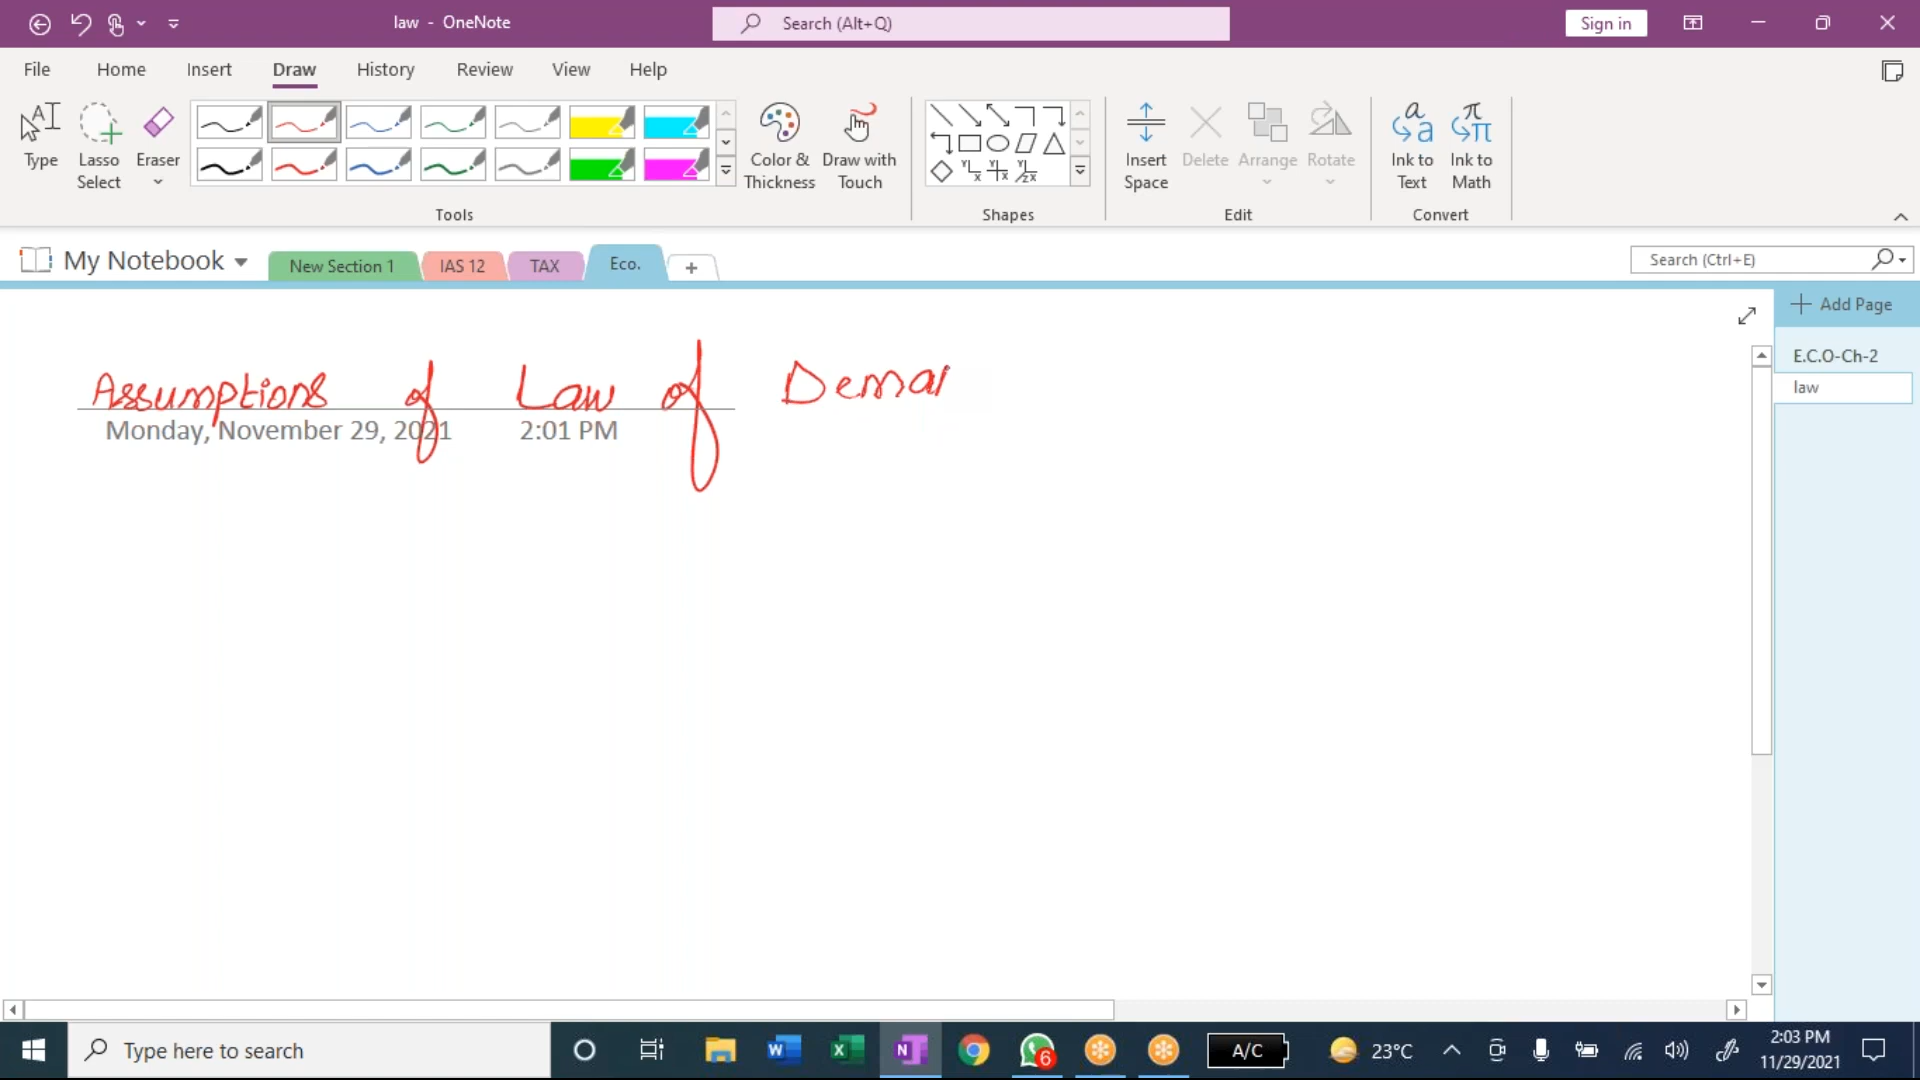 law - OneNote
Search (Alt+Q)
Sign in
File Home Insert Draw History Review View Help
Type
Lasso Select
Eraser
Color & Thickness
Draw with Touch
Insert Space
Delete
Arrange
Rotate
Ink to Text
Ink to Math
Tools
Shapes
Edit
Convert
My Notebook
New Section 1
IAS 12
TAX
Eco.
Search (Ctrl+E)
Add Page
E.C.O-Ch-2
law
Assumptions of Law of Demai
Monday, November 29, 2021 2:01 PM
Type here to search
6
A/C
23°C
2:03 PM
11/29/2021